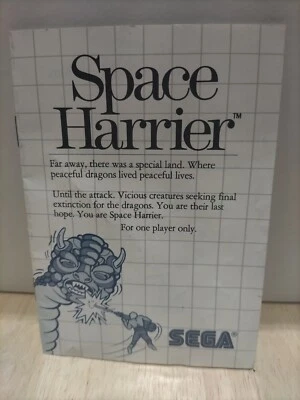 Space
Harrier™
Far away, there was a special land. Where
peaceful dragons lived peaceful lives.
Until the attack. Vicious creatures seeking final
extinction for the dragons. You are their last
hope. You are Space Harrier.
For one player only.
SEGA®